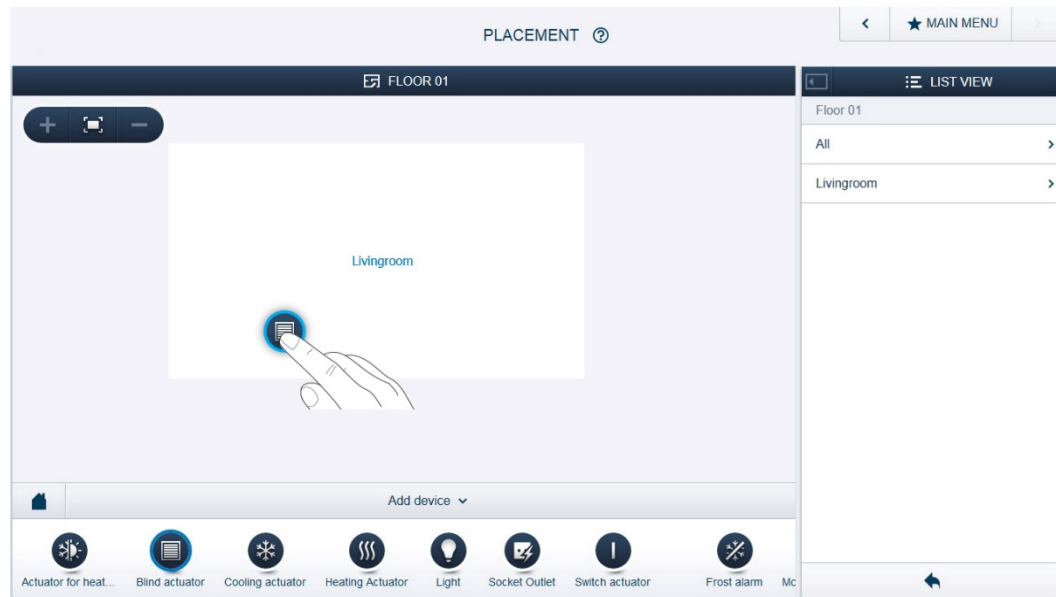 PLACEMENT ?
MAIN MENU
FLOOR 01
LIST VIEW
Floor 01
All
Livingroom
Livingroom
Add device
Actuator for heat...
Blind actuator
Cooling actuator
Heating Actuator
Light
Socket Outlet
Switch actuator
Frost alarm
Mo